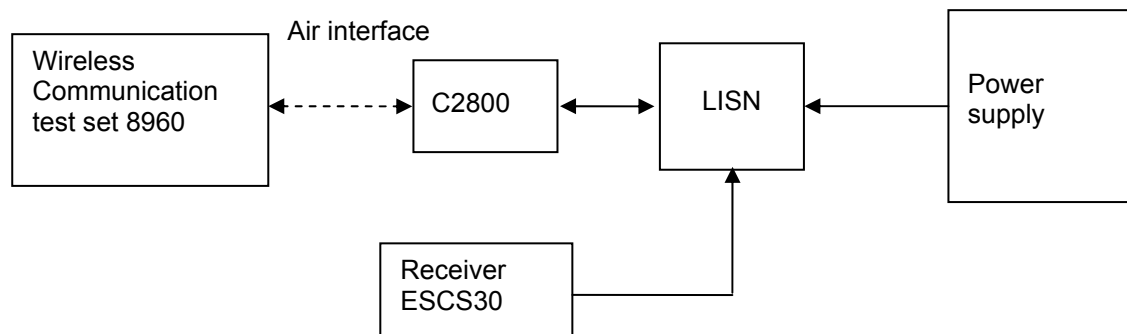 Air interface
Wireless
Communication
test set 8960
C2800
LISN
Power
supply
Receiver
ESCS30